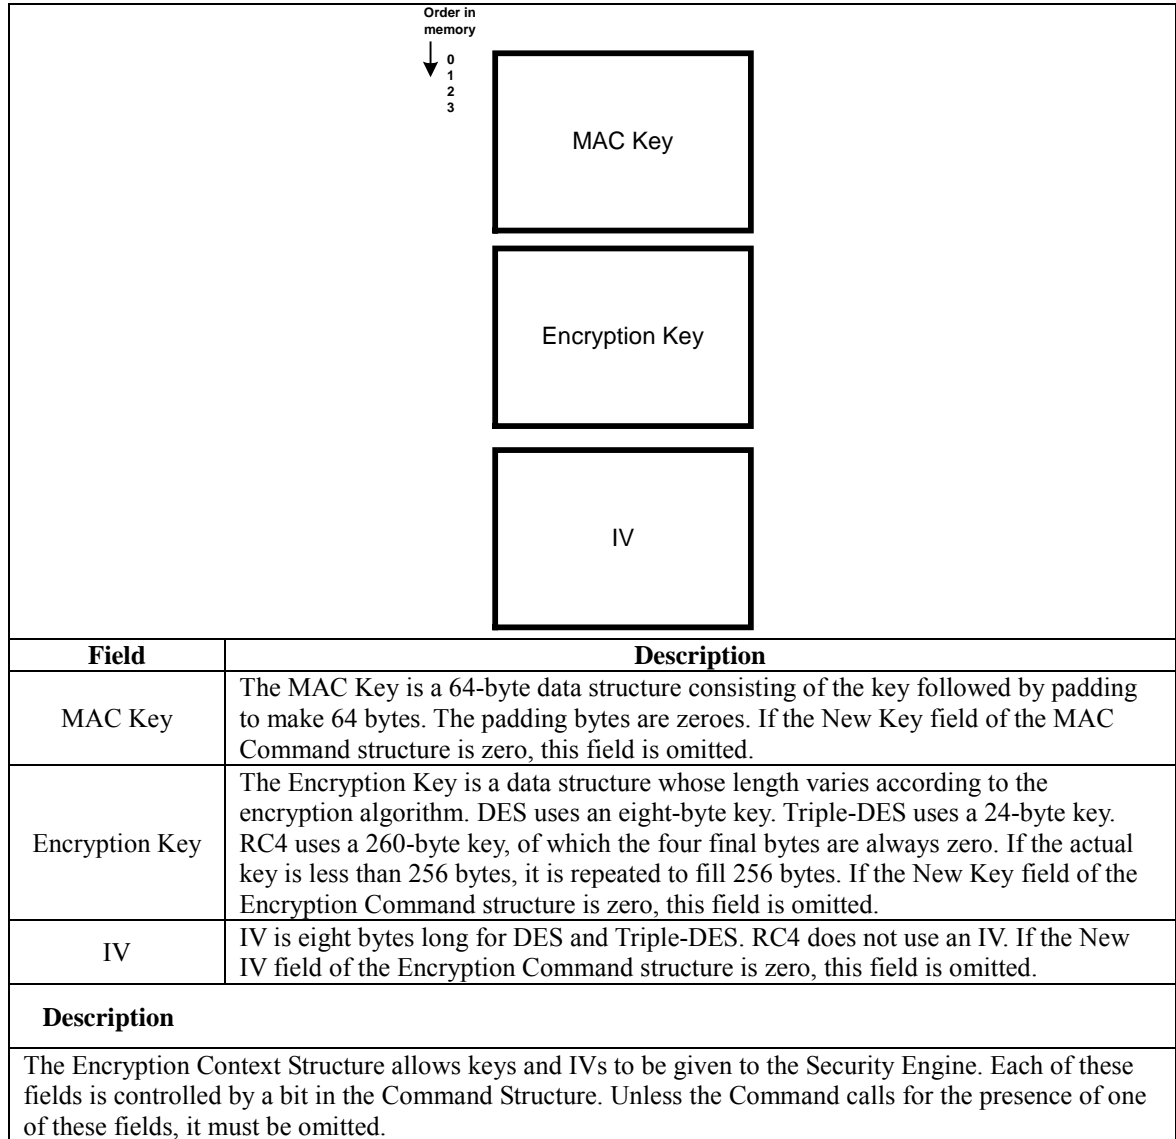 Order in
memory
0
1
2
3
MAC Key
Encryption Key
IV
Field Description
MAC Key
The MAC Key is a 64-byte data structure consisting of the key followed by padding
to make 64 bytes. The padding bytes are zeroes. If the New Key field of the MAC
Command structure is zero, this field is omitted.
Encryption Key
The Encryption Key is a data structure whose length varies according to the
encryption algorithm. DES uses an eight-byte key. Triple-DES uses a 24-byte key.
RC4 uses a 260-byte key, of which the four final bytes are always zero. If the actual
key is less than 256 bytes, it is repeated to fill 256 bytes. If the New Key field of the
Encryption Command structure is zero, this field is omitted.
IV
IV is eight bytes long for DES and Triple-DES. RC4 does not use an IV. If the New
IV field of the Encryption Command structure is zero, this field is omitted.
Description
The Encryption Context Structure allows keys and IVs to be given to the Security Engine. Each of these
fields is controlled by a bit in the Command Structure. Unless the Command calls for the presence of one
of these fields, it must be omitted.